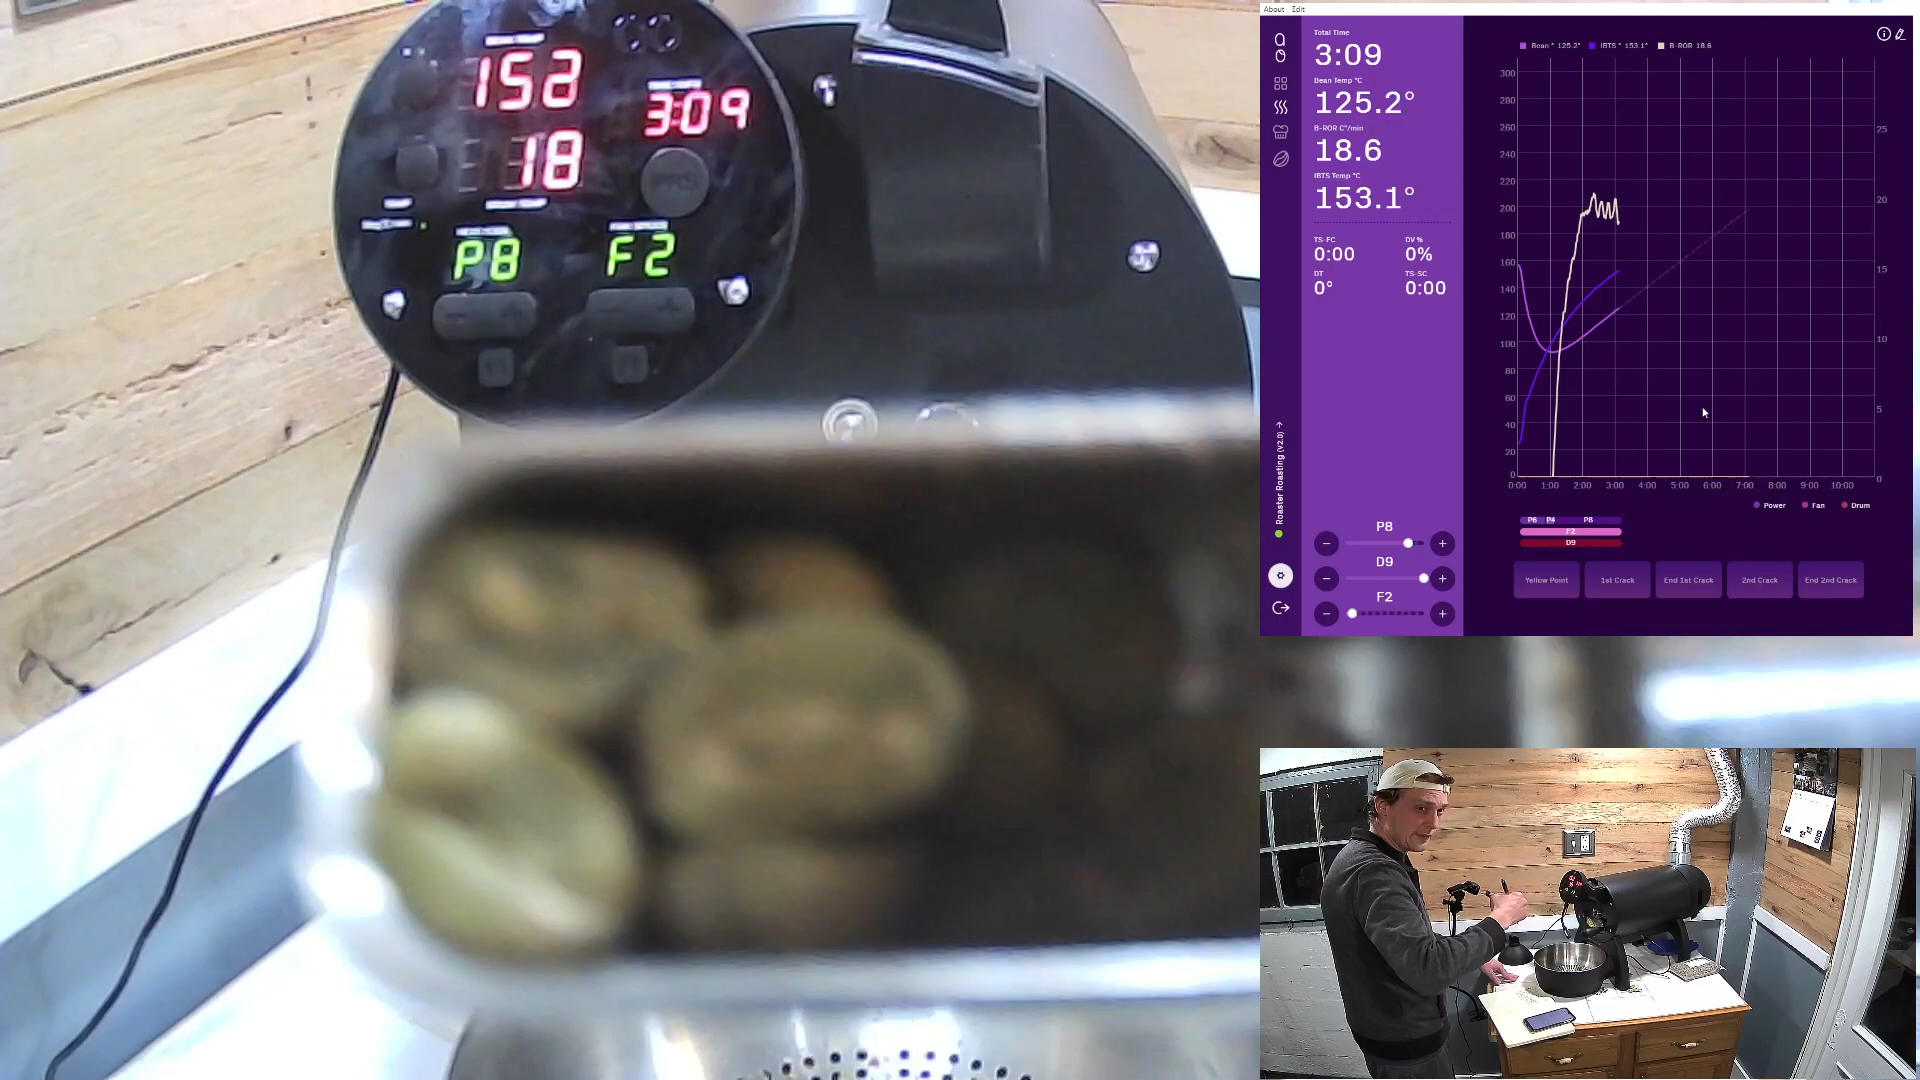 153
3:09
18
P8
F2
About Edit
Total Time
3:09
Bean Temp °C
125.2°
B-ROR C°/min
18.6
IBTS Temp °C
153.1°
TS-FC
0:00
DV %
0%
DT
0°
TS-SC
0:00
Roaster Roasting (v2.0) →
P8
D9
F2
Bean * 125.2° IBTS * 153.1° B-ROR 18.6
300
280
260
240
220
200
180
160
140
120
100
80
60
40
20
0
25
20
15
10
5
0
0:00 1:00 2:00 3:00 4:00 5:00 6:00 7:00 8:00 9:00 10:00
Power Fan Drum
P6 P4 P8
F2
D9
Yellow Point 1st Crack End 1st Crack 2nd Crack End 2nd Crack